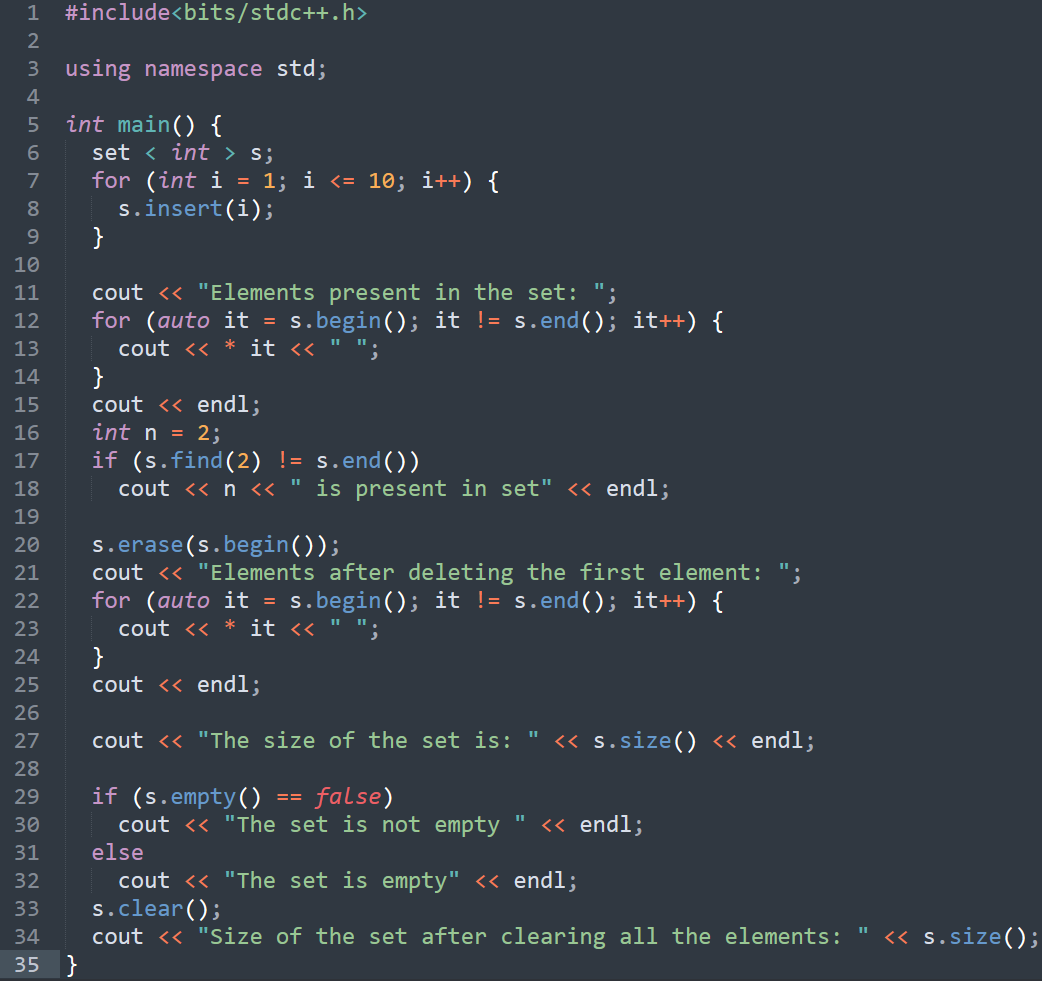 1 #include<bits/stdc++.h>
2
3 using namespace std;
4
5 int main() {
6   set < int > s;
7   for (int i = 1; i <= 10; i++) {
8     s.insert(i);
9   }
10
11   cout << "Elements present in the set: ";
12   for (auto it = s.begin(); it != s.end(); it++) {
13     cout << * it << " ";
14   }
15   cout << endl;
16   int n = 2;
17   if (s.find(2) != s.end())
18     cout << n << " is present in set" << endl;
19
20   s.erase(s.begin());
21   cout << "Elements after deleting the first element: ";
22   for (auto it = s.begin(); it != s.end(); it++) {
23     cout << * it << " ";
24   }
25   cout << endl;
26
27   cout << "The size of the set is: " << s.size() << endl;
28
29   if (s.empty() == false)
30     cout << "The set is not empty " << endl;
31   else
32     cout << "The set is empty" << endl;
33   s.clear();
34   cout << "Size of the set after clearing all the elements: " << s.size();
35 }